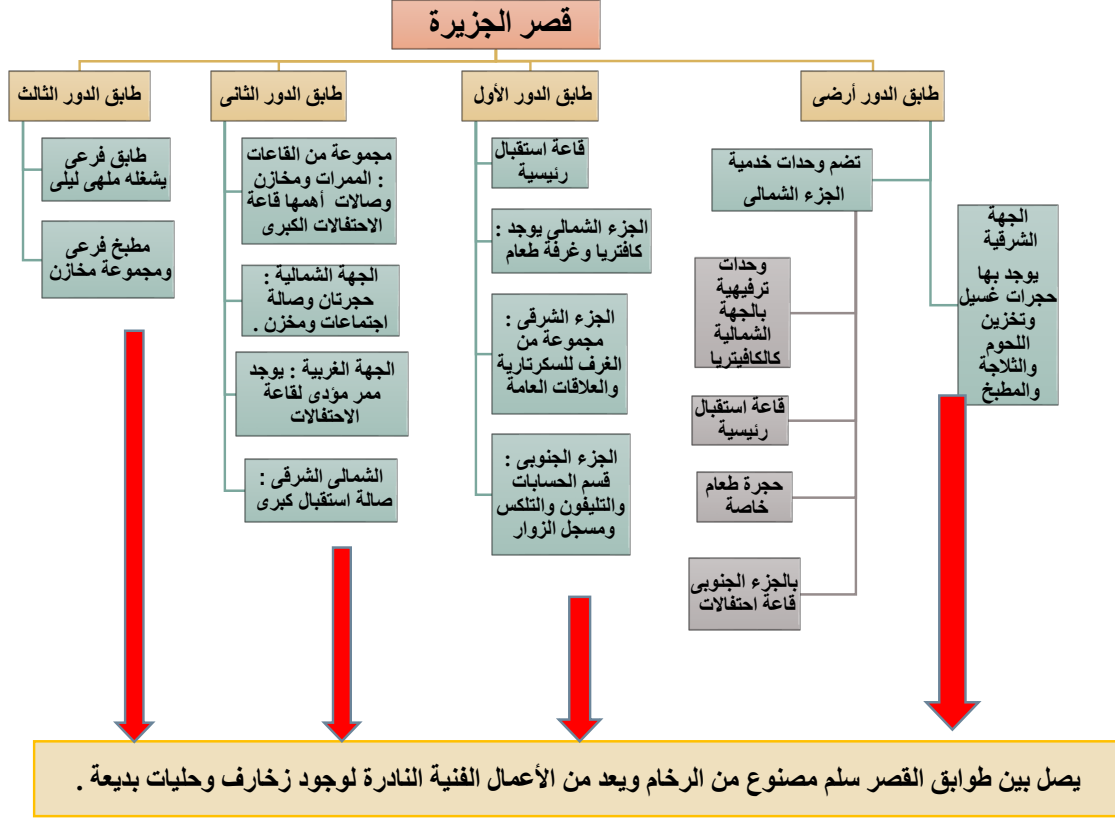 قصر الجزيرة
طابق الدور أرضى
تضم وحدات خدمية
الجزء الشمالى
وحدات
ترفيهية
بالجهة
الشمالية
كالكافيتريا
قاعة استقبال
رئيسية
حجرة طعام
خاصة
بالجزء الجنوبى
قاعة احتفالات
الجهة
الشرقية
يوجد بها
حجرات غسيل
وتخزين
اللحوم
والثلاجة
والمطبخ
طابق الدور الأول
قاعة استقبال
رئيسية
الجزء الشمالى يوجد :
كافتريا وغرفة طعام
الجزء الشرقى :
مجموعة من
الغرف للسكرتارية
والعلاقات العامة
الجزء الجنوبى :
قسم الحسابات
والتليفون والتلكس
ومسجل الزوار
طابق الدور الثانى
مجموعة من القاعات
: الممرات ومخازن
وصالات أهمها قاعة
الاحتفالات الكبرى
الجهة الشمالية :
حجرتان وصالة
اجتماعات ومخزن .
الجهة الغربية : يوجد
ممر مؤدى لقاعة
الاحتفالات
الشمالى الشرقى :
صالة استقبال كبرى
طابق الدور الثالث
طابق فرعى
يشغله ملهى ليلى
مطبخ فرعى
ومجموعة مخازن
يصل بين طوابق القصر سلم مصنوع من الرخام ويعد من الأعمال الفنية النادرة لوجود زخارف وحليات بديعة .